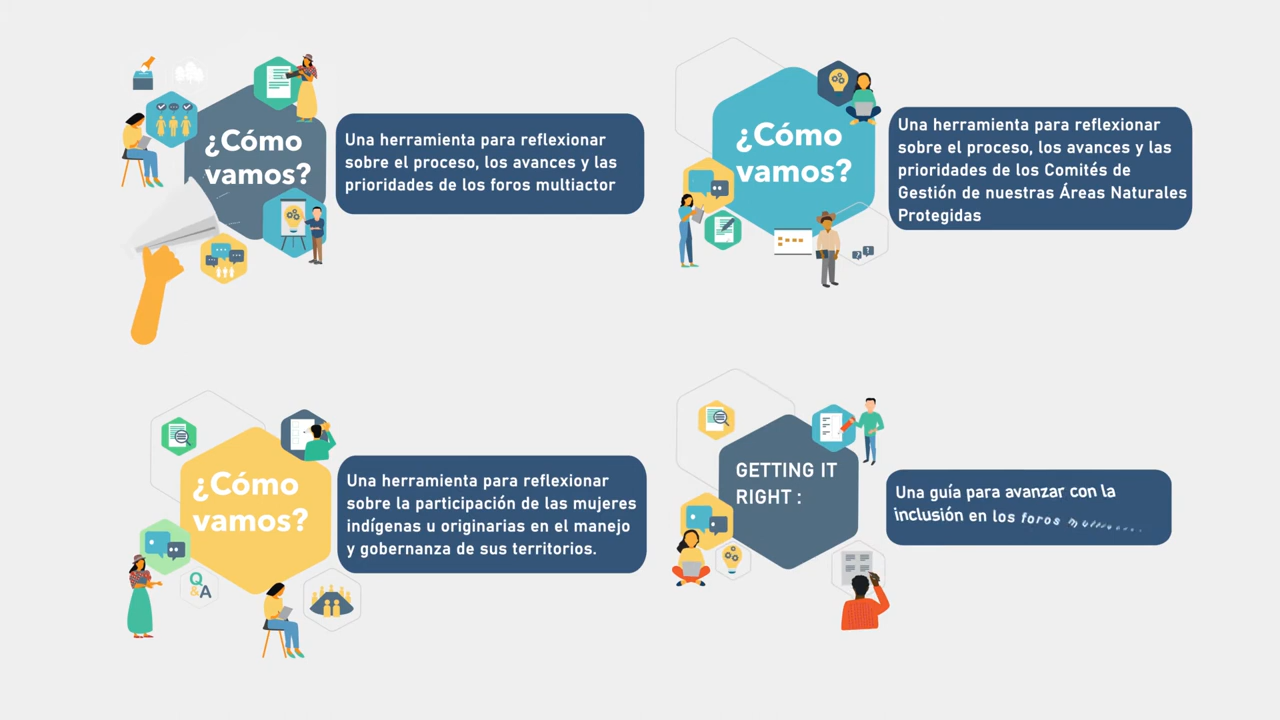 ¿Cómo
vamos?
Una herramienta para reflexionar
sobre el proceso, los avances y las
prioridades de los foros multiactor
¿Cómo
vamos?
Una herramienta para reflexionar
sobre el proceso, los avances y las
prioridades de los Comités de
Gestión de nuestras Áreas Naturales
Protegidas
¿Cómo
vamos?
Una herramienta para reflexionar
sobre la participación de las mujeres
indígenas u originarias en el manejo
y gobernanza de sus territorios.
Q
&A
GETTING IT
RIGHT :
Una guía para avanzar con la
inclusión en los foros